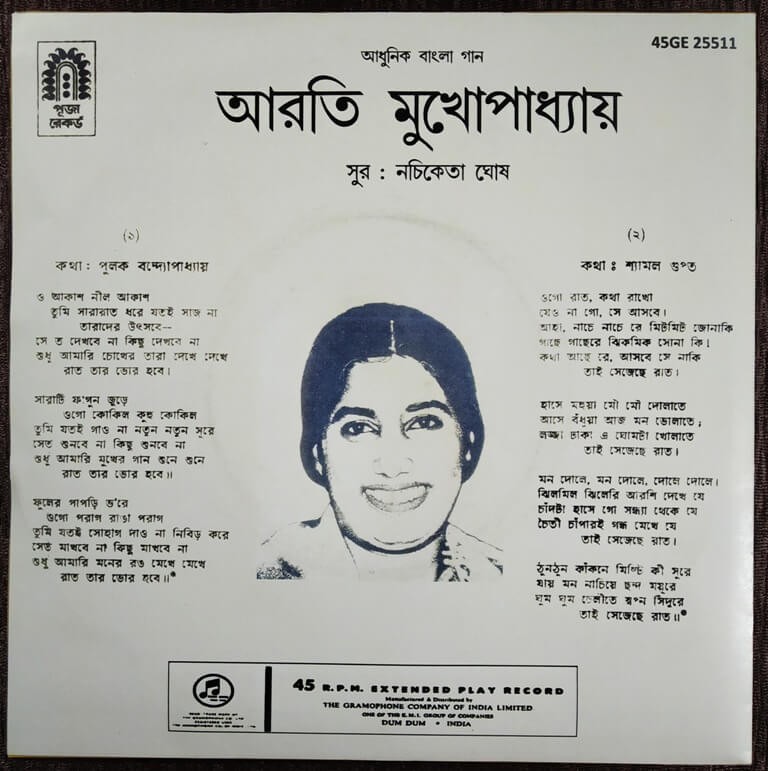 পূজা
রেকর্ড
45GE 25511
আধুনিক বাংলা গান
আরতি মুখোপাধ্যায়
সুর : নচিকেতা ঘোষ
(১)
কথা : পুলক বন্দ্যোপাধ্যায়
ও আকাশ নীল আকাশ
তুমি সারারাত ধরে যতই সাজ না
তারাদের উৎসবে—
সে ত দেখবে না কিছু দেখবে না
শুধু আমারি চোখের তারা দেখে দেখে
রাত তার ভোর হবে।
সারাটি ফাগুন জুড়ে
ওগো কোকিল কুহু কোকিল
তুমি যতই গাও না নতুন নতুন সুরে
সেত শুনবে না কিছু শুনবে না
শুধু আমারি মুখের গান শুনে শুনে
রাত তার ভোর হবে॥
ফুলের পাপড়ি ভ'রে
ওগো পরাগ রাঙা পরাগ
তুমি যতই সোহাগ দাও না নিবিড় করে
সেত মাখবে না কিছু মাখবে না
শুধু আমারি মনের রঙ মেখে মেখে
রাত তার ভোর হবে॥*
(২)
কথা : শ্যামল গুপ্ত
ওগো রাত, কথা রাখো
যেও না গো, সে আসবে।
আহা, নাচে নাচে রে মিটমিট জোনাকি
গাছে গাছেরে ঝিকমিক সোনা কি!
কথা আছে রে, আসবে সে নাকি
তাই সেজেছে রাত।
হাসে মহুয়া মৌ মৌ দোলাতে
আসে বঁধুয়া আজ মন ভোলাতে;
লজ্জা ঢাকা এ ঘোমটা খোলাতে
তাই সেজেছে রাত।
মন দোলে, মন দোলে, দোলে দোলে।
ঝিলমিল ঝিলেরি আরশি দেখে যে
চাঁদটা হাসে গো সন্ধ্যা থেকে যে
চৈতী চাঁপারই গন্ধ মেখে যে
তাই সেজেছে রাত।
ঠুনঠুন কাঁকনে মিষ্টি কী সুরে
যায় মন নাচিয়ে ছন্দ ময়ূরে
ঘুম ঘুম চেলীতে স্বপ্ন সিঁদুরে
তাই সেজেছে রাত॥*
45 R.P.M. EXTENDED PLAY RECORD
Manufactured & Distributed by
THE GRAMOPHONE COMPANY OF INDIA LIMITED
ONE OF THE E.M.I. GROUP OF COMPANIES
DUM DUM • INDIA